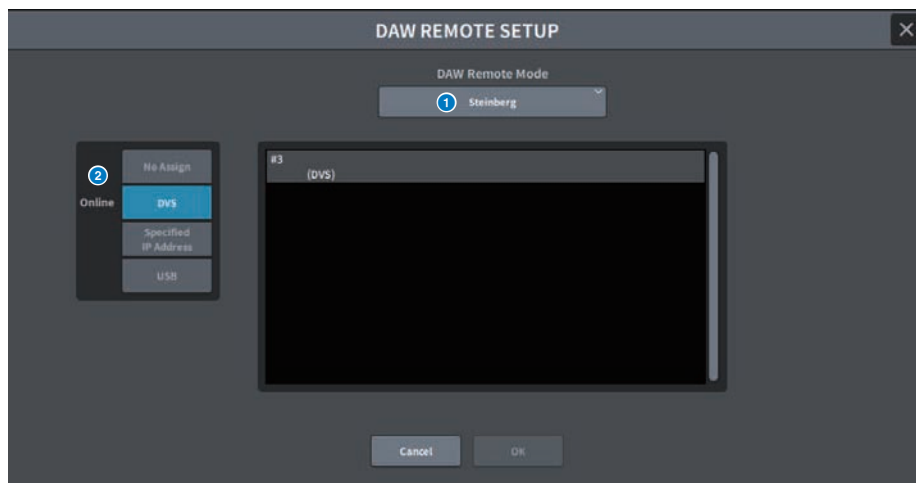 DAW REMOTE SETUP
DAW Remote Mode
1 Steinberg
2
No Assign
Online
DVS
Specified
IP Address
USB
#3
(DVS)
Cancel
OK